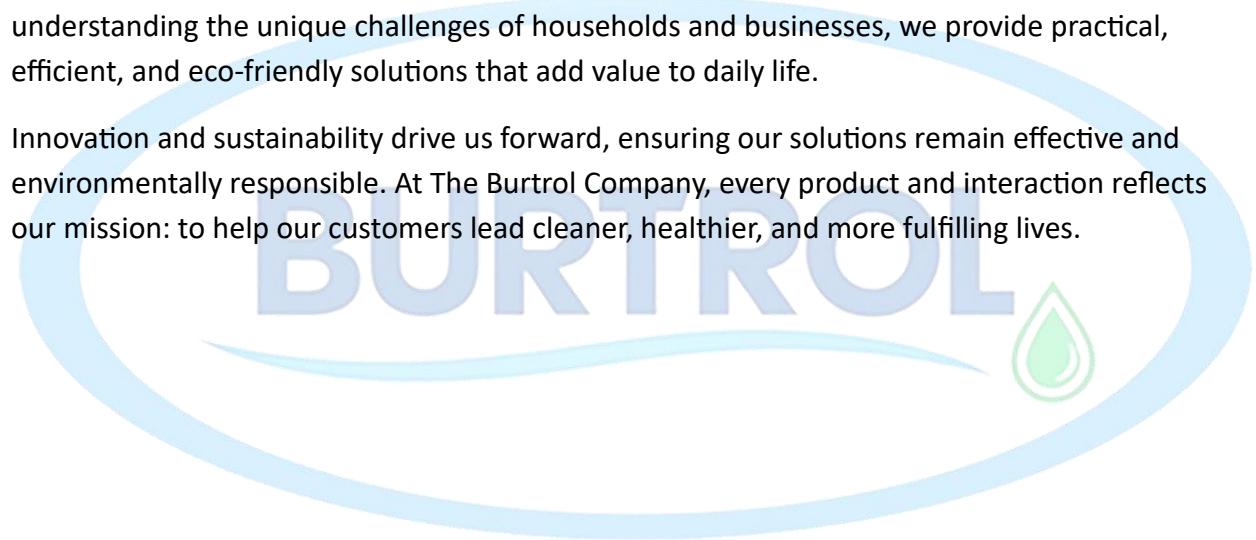 understanding the unique challenges of households and businesses, we provide practical,
efficient, and eco-friendly solutions that add value to daily life.
Innovation and sustainability drive us forward, ensuring our solutions remain effective and
environmentally responsible. At The Burtrol Company, every product and interaction reflects
our mission: to help our customers lead cleaner, healthier, and more fulfilling lives.
BURTROL